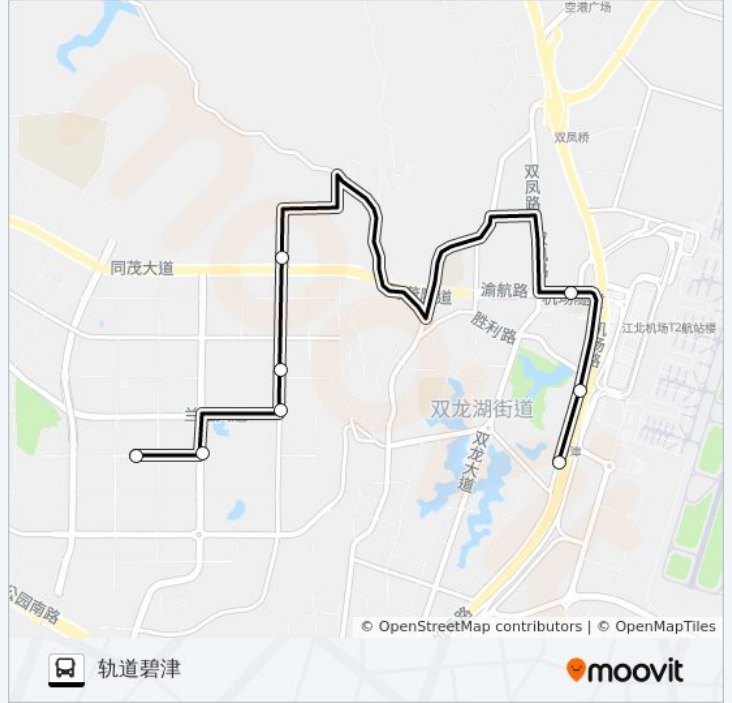 空港广场
双凤桥
双凤路
同茂大道
渝航路
胜利路
机场路
江北机场T2航站楼
双龙湖街道
双龙大道
公园南路
© OpenStreetMap contributors | © OpenMapTiles
轨道碧津
moovit